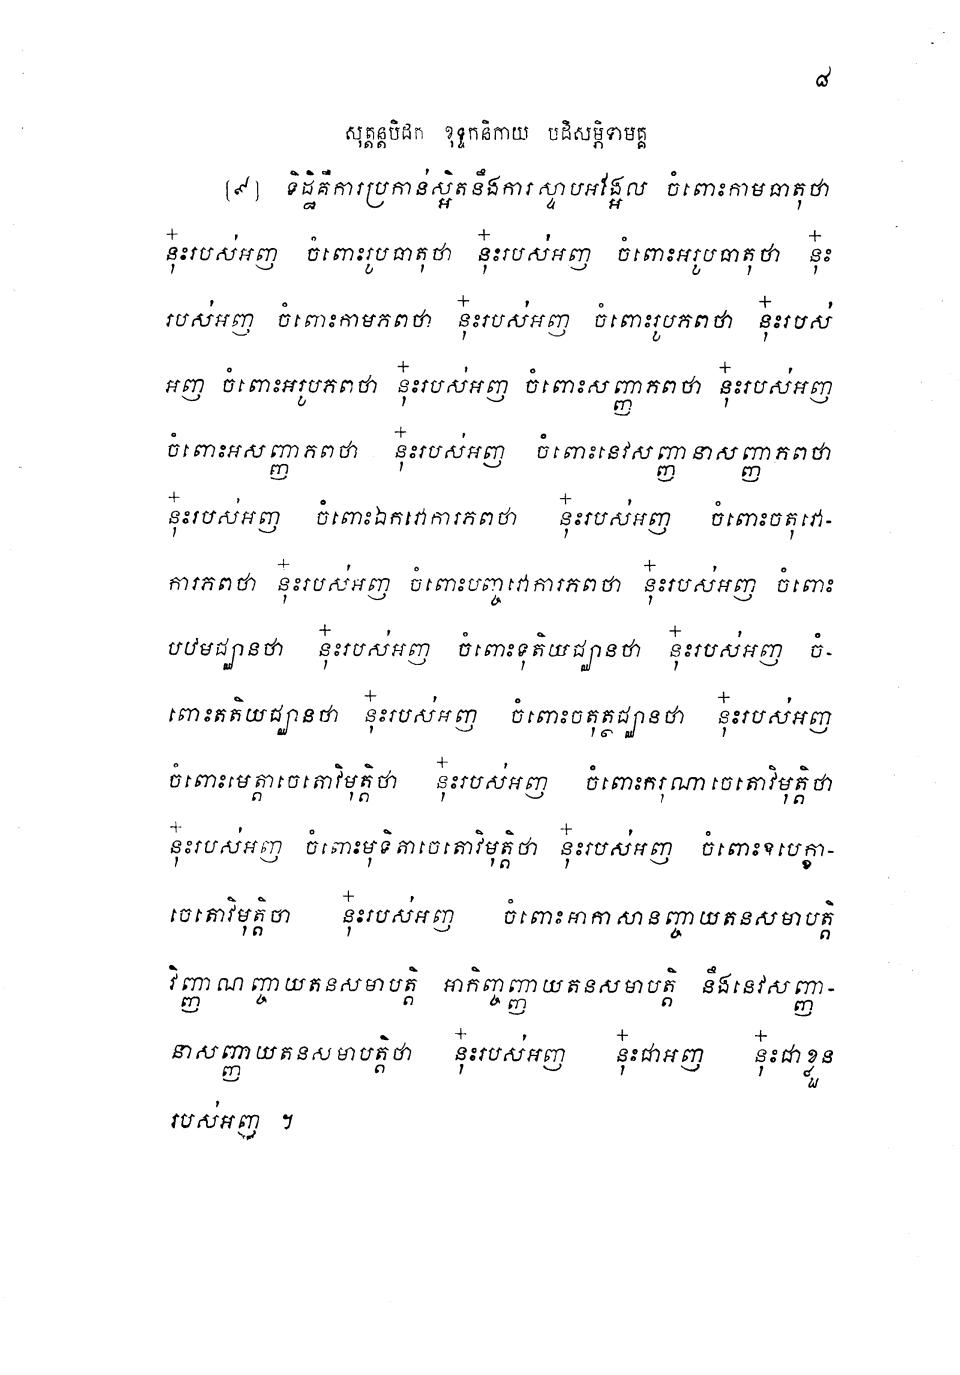 ៨
សុត្តន្តបិដក ខុទ្ទកនិកាយ បដិសម្ភិទាមគ្គ
[៩] ទិដ្ឋិគឺការប្រកាន់ស្អិតនឹងការស្ទាបអង្អែល ចំពោះកាមធាតុថា
នុ៎ះរបស់អញ ចំពោះរូបធាតុថា នុ៎ះរបស់អញ ចំពោះអរូបធាតុថា នុ៎ះ
របស់អញ ចំពោះកាមភពថា នុ៎ះរបស់អញ ចំពោះរូបភពថា នុ៎ះរបស់
អញ ចំពោះអរូបភពថា នុ៎ះរបស់អញ ចំពោះសញ្ញាភពថា នុ៎ះរបស់អញ
ចំពោះអសញ្ញាភពថា នុ៎ះរបស់អញ ចំពោះនេវសញ្ញានាសញ្ញាភពថា
នុ៎ះរបស់អញ ចំពោះឯកវោការភពថា នុ៎ះរបស់អញ ចំពោះចតុវោ-
ការភពថា នុ៎ះរបស់អញ ចំពោះបញ្ចវោការភពថា នុ៎ះរបស់អញ ចំពោះ
បឋមជ្ឈានថា នុ៎ះរបស់អញ ចំពោះទុតិយជ្ឈានថា នុ៎ះរបស់អញ ចំ-
ពោះតតិយជ្ឈានថា នុ៎ះរបស់អញ ចំពោះចតុត្ថជ្ឈានថា នុ៎ះរបស់អញ
ចំពោះមេត្តាចេតោវិមុត្តិថា នុ៎ះរបស់អញ ចំពោះករុណាចេតោវិមុត្តិថា
នុ៎ះរបស់អញ ចំពោះមុទិតាចេតោវិមុត្តិថា នុ៎ះរបស់អញ ចំពោះឧបេក្ខា-
ចេតោវិមុត្តិថា នុ៎ះរបស់អញ ចំពោះអាកាសានញ្ចាយតនសមាបត្តិ
វិញ្ញាណញ្ចាយតនសមាបត្តិ អាកិញ្ចញ្ញាយតនសមាបត្តិ នឹងនេវសញ្ញា-
នាសញ្ញាយតនសមាបត្តិថា នុ៎ះរបស់អញ នុ៎ះជាអញ នុ៎ះជាខ្លួន
របស់អញ ។